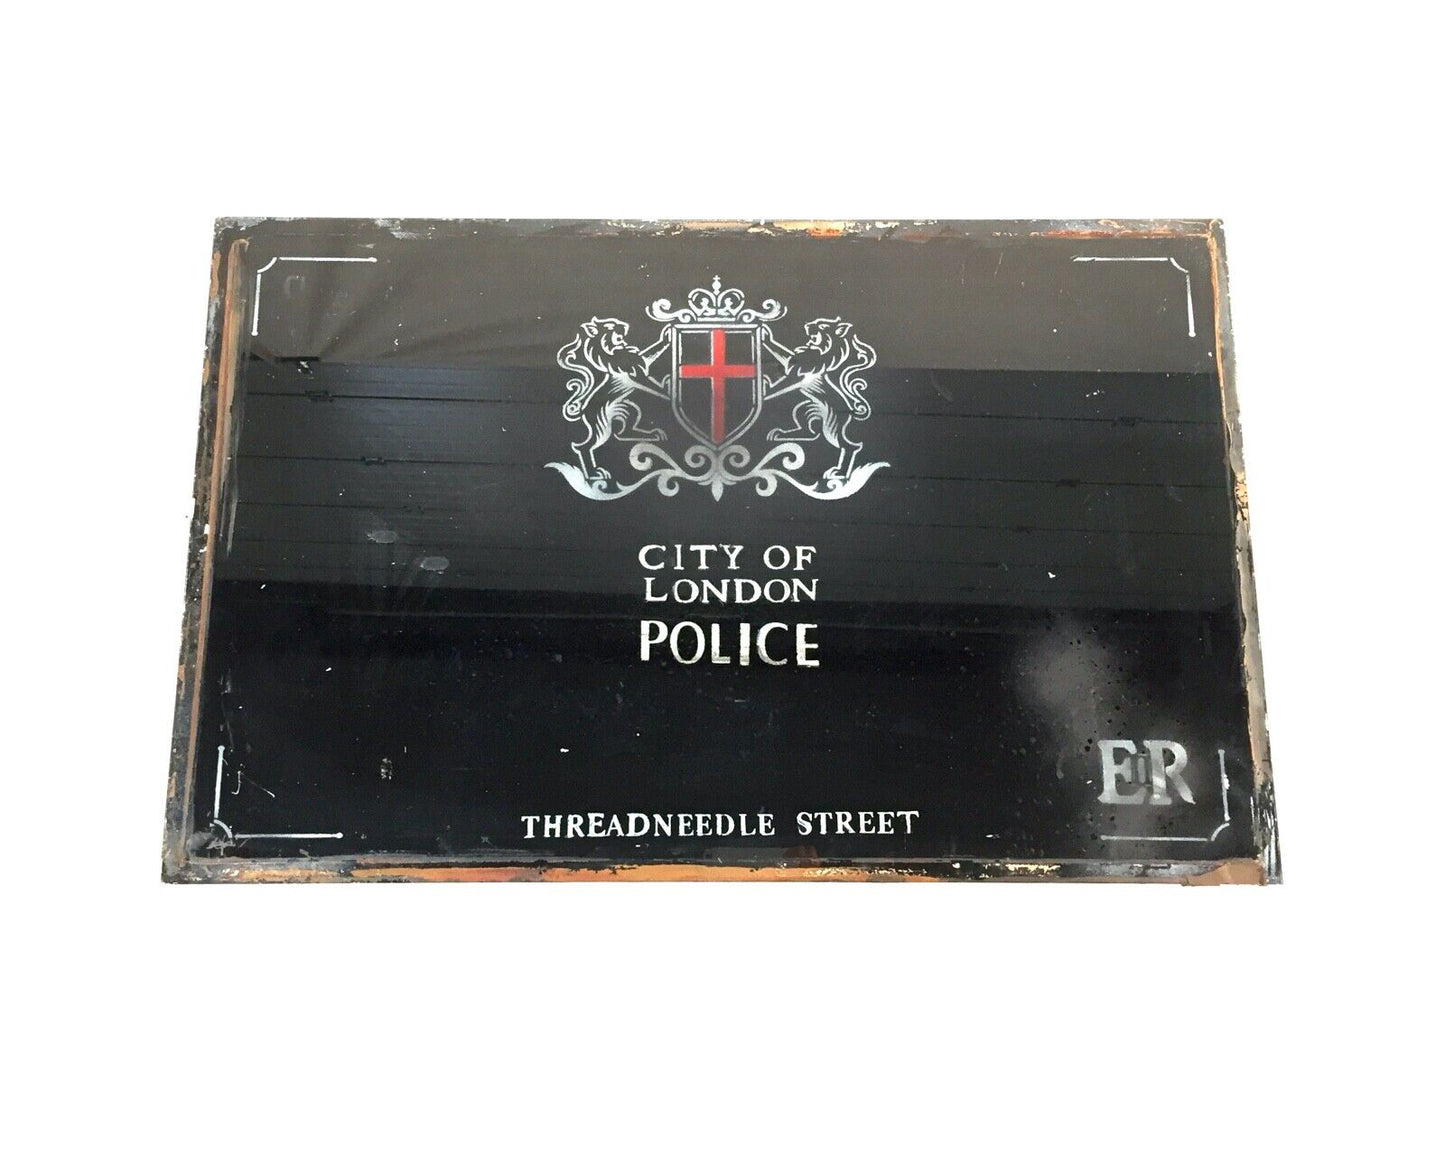 CITY OF
LONDON
POLICE
EiiR
THREADNEEDLE STREET